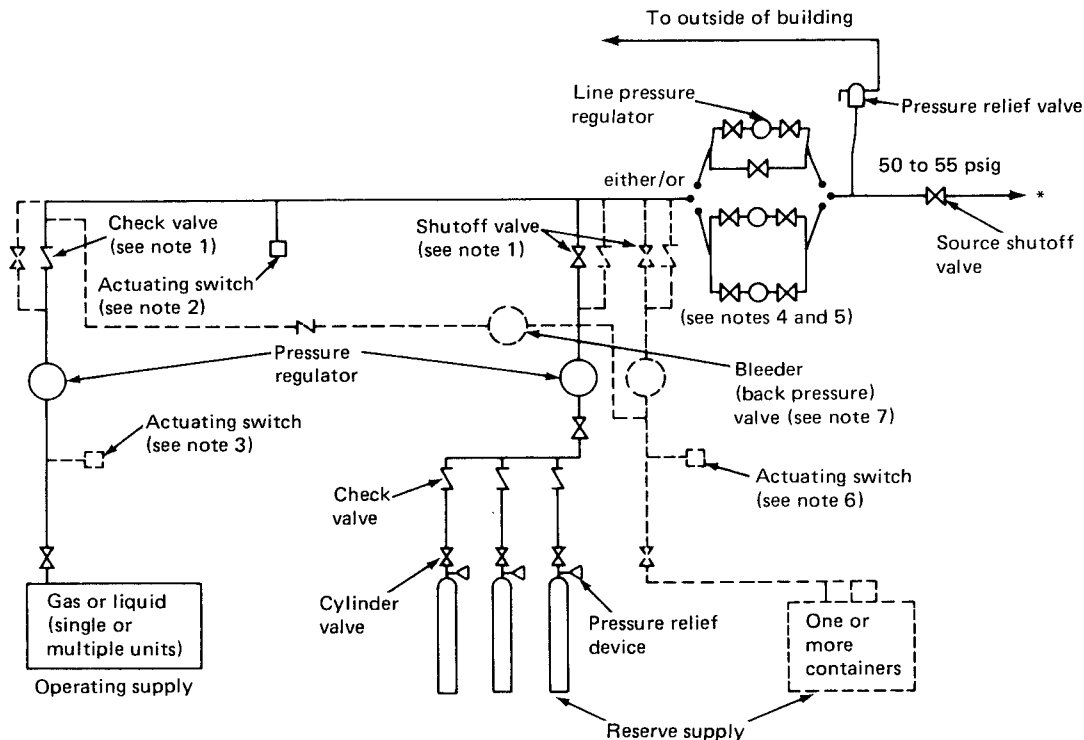 To outside of building
Line pressure
regulator
Pressure relief valve
50 to 55 psig
either/or
*
Check valve
(see note 1)
Shutoff valve
(see note 1)
Source shutoff
valve
Actuating switch
(see note 2)
(see notes 4 and 5)
Pressure
regulator
Bleeder
(back pressure)
valve (see note 7)
Actuating switch
(see note 3)
Actuating switch
(see note 6)
Check
valve
Gas or liquid
(single or
multiple units)
Operating supply
Cylinder
valve
Pressure relief
device
One or
more
containers
Reserve supply